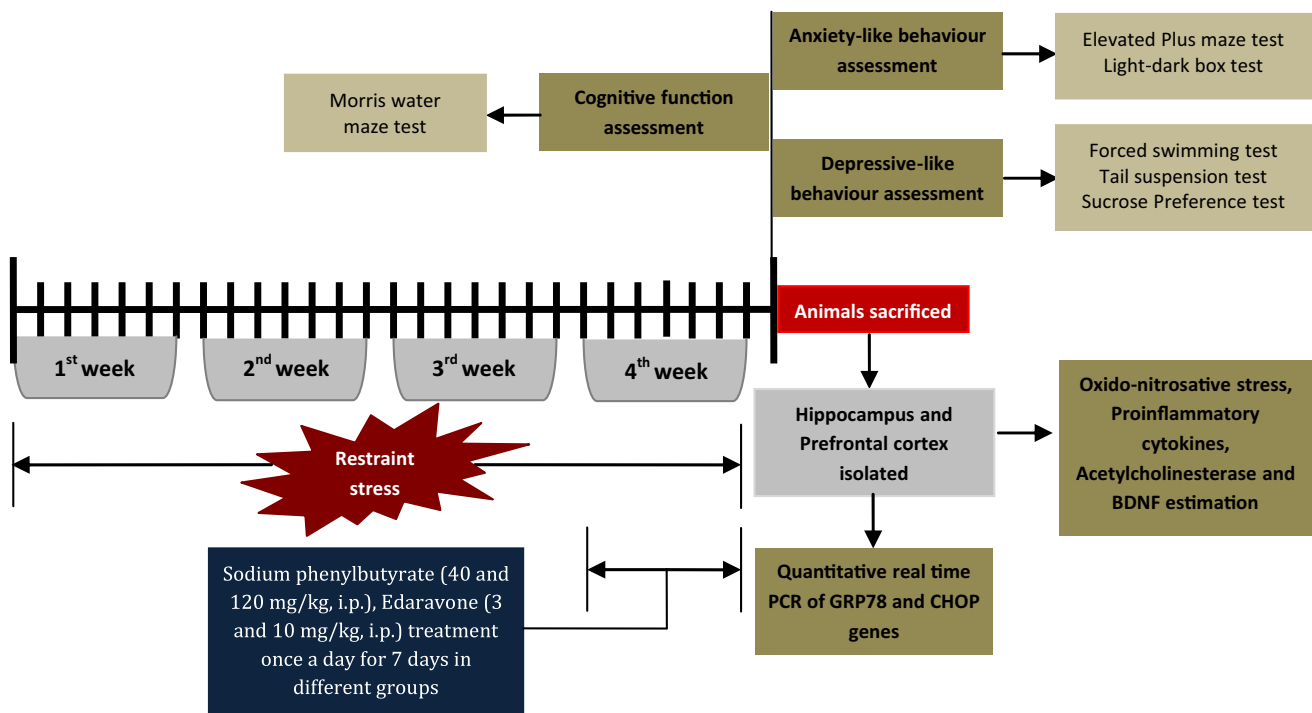 Anxiety-like behaviour
assessment
Elevated Plus maze test
Light-dark box test
Morris water
maze test
Cognitive function
assessment
Depressive-like
behaviour assessment
Forced swimming test
Tail suspension test
Sucrose Preference test
Animals sacrificed
1st week
2nd week
3rd week
4th week
Restraint
stress
Hippocampus and
Prefrontal cortex
isolated
Oxido-nitrosative stress,
Proinflammatory
cytokines,
Acetylcholinesterase and
BDNF estimation
Sodium phenylbutyrate (40 and
120 mg/kg, i.p.), Edaravone (3
and 10 mg/kg, i.p.) treatment
once a day for 7 days in
different groups
Quantitative real time
PCR of GRP78 and CHOP
genes